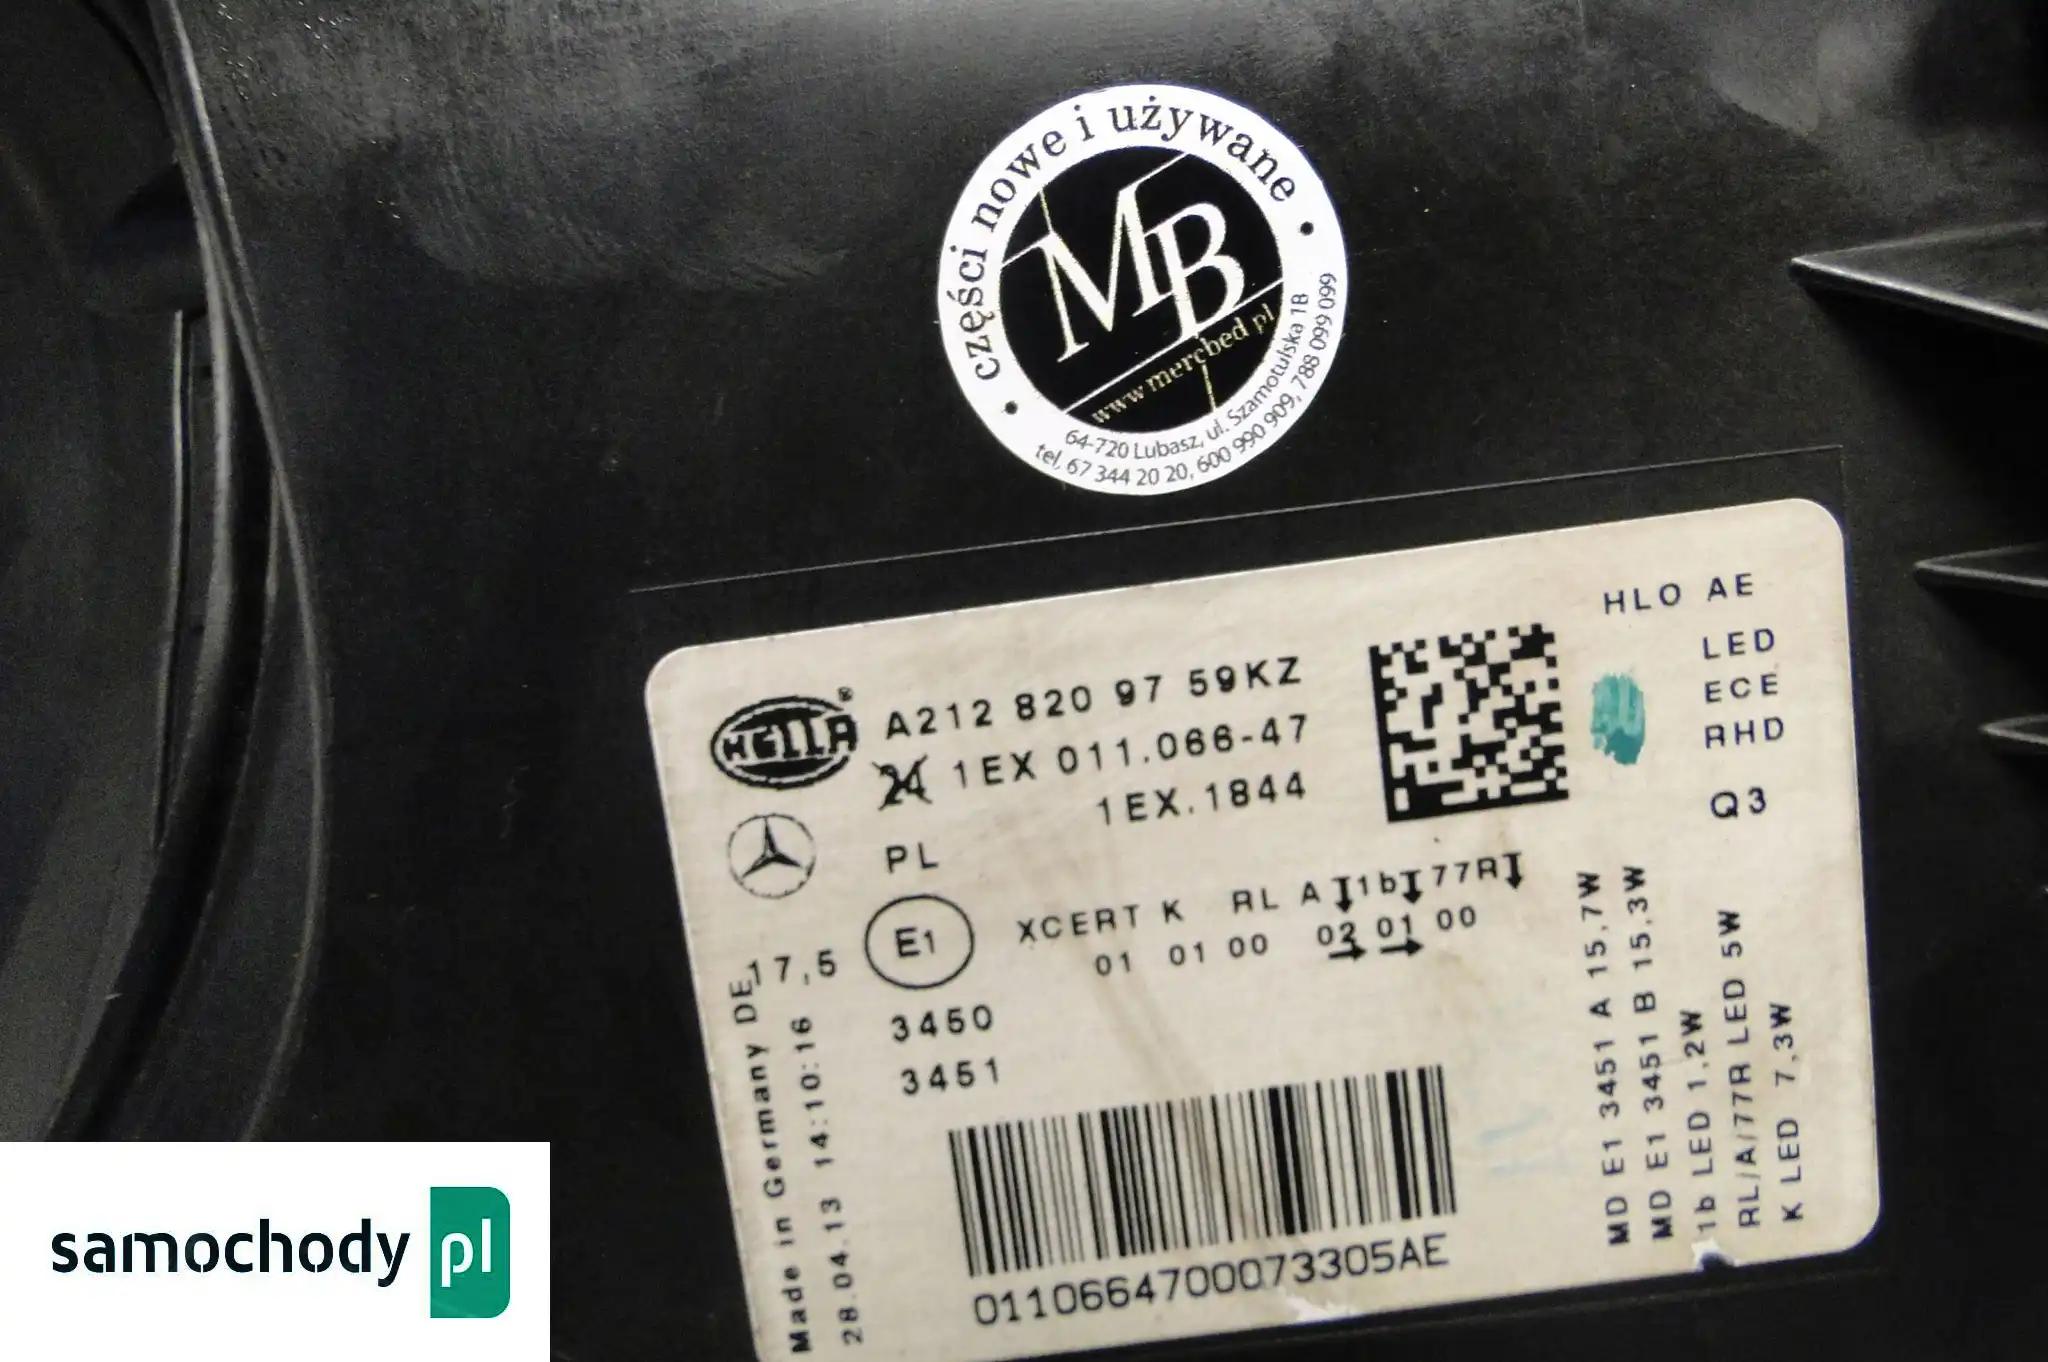 części nowe i używane
MB
www.mercbed.pl
64-720 Lubasz, ul. Szamotulska 1B
tel. 67 344 20 20, 600 990 909, 788 099 099
HELLA®
A212 820 97 59KZ
24 1EX 011.066-47
1EX.1844
PL
E1
XCERT K RL A 1b 77R
01 01 00 02 01 00
17,5
3450
3451
HLO AE
LED
ECE
RHD
Q3
Made in Germany DE
28.04.13 14:10:16
MD E1 3451 A 15,7W
MD E1 3451 B 15,3W
1b LED 1,2W
RL/A/77R LED 5W
K LED 7,3W
0110664700073305AE
samochody pl